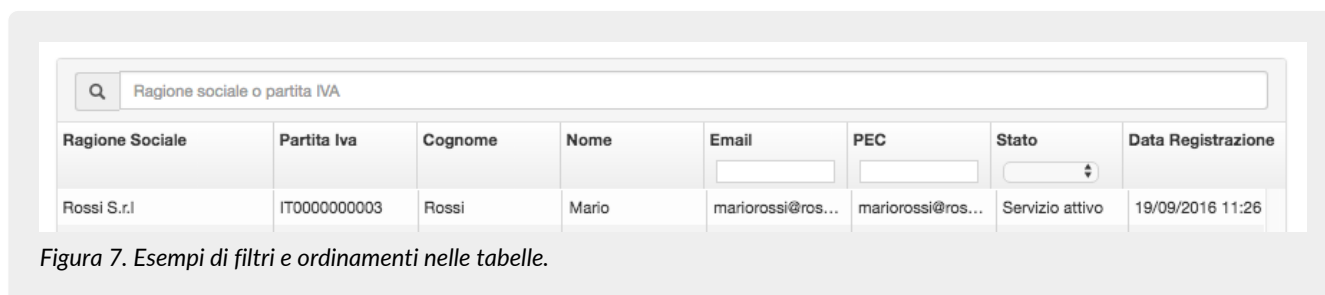 Ragione sociale o partita IVA
Ragione Sociale Partita Iva Cognome Nome Email PEC Stato Data Registrazione
Rossi S.r.l IT0000000003 Rossi Mario mariorossi@ros... mariorossi@ros... Servizio attivo 19/09/2016 11:26
Figura 7. Esempi di filtri e ordinamenti nelle tabelle.